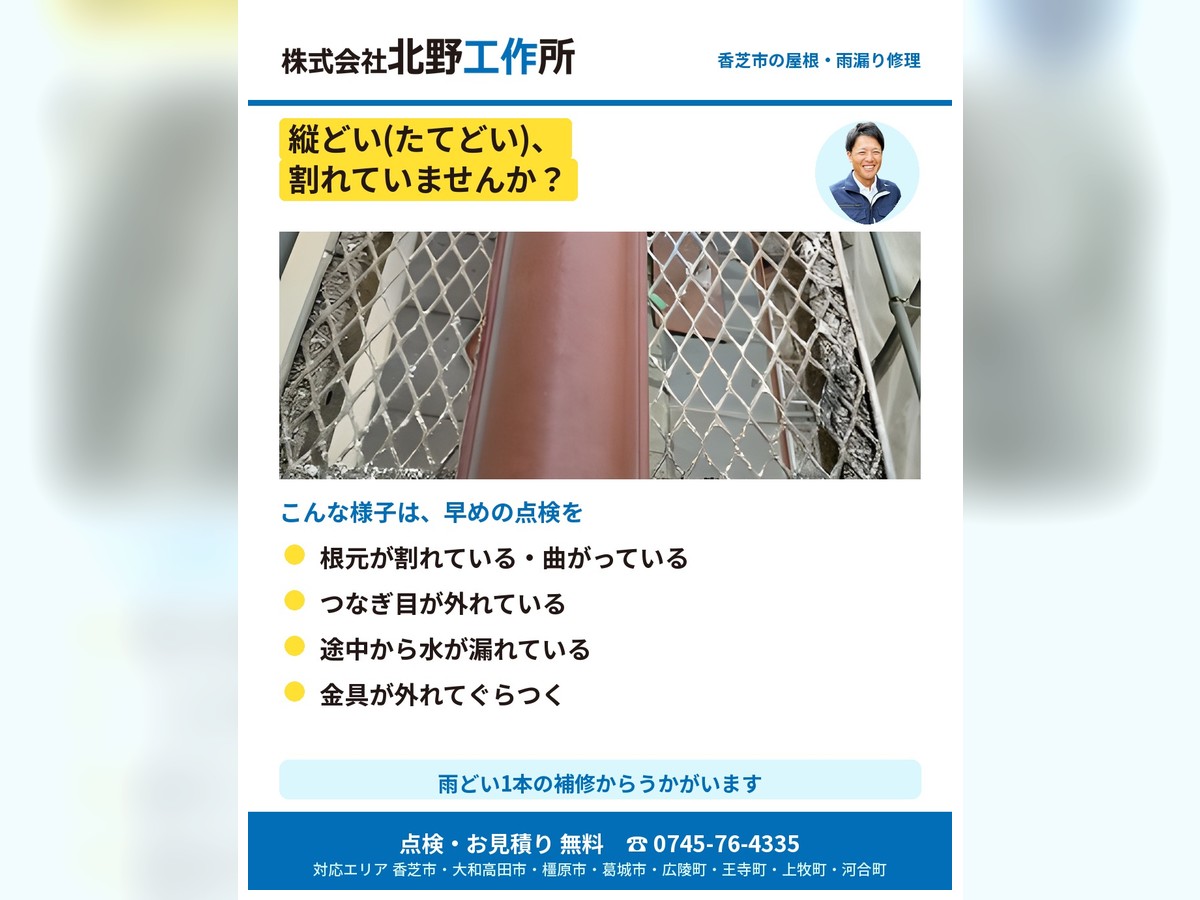 株式会社北野工作所
香芝市の屋根・雨漏り修理
縦どい(たてどい)、
割れていませんか？
こんな様子は、早めの点検を
根元が割れている・曲がっている
つなぎ目が外れている
途中から水が漏れている
金具が外れてぐらつく
雨どい1本の補修からうかがいます
点検・お見積り 無料 ☎ 0745-76-4335
対応エリア 香芝市・大和高田市・橿原市・葛城市・広陵町・王寺町・上牧町・河合町